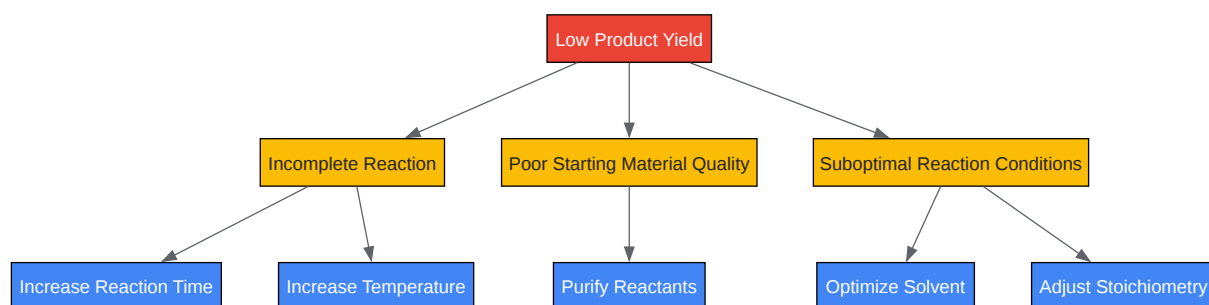 Low Product Yield
Incomplete Reaction
Poor Starting Material Quality
Suboptimal Reaction Conditions
Increase Reaction Time
Increase Temperature
Purify Reactants
Optimize Solvent
Adjust Stoichiometry